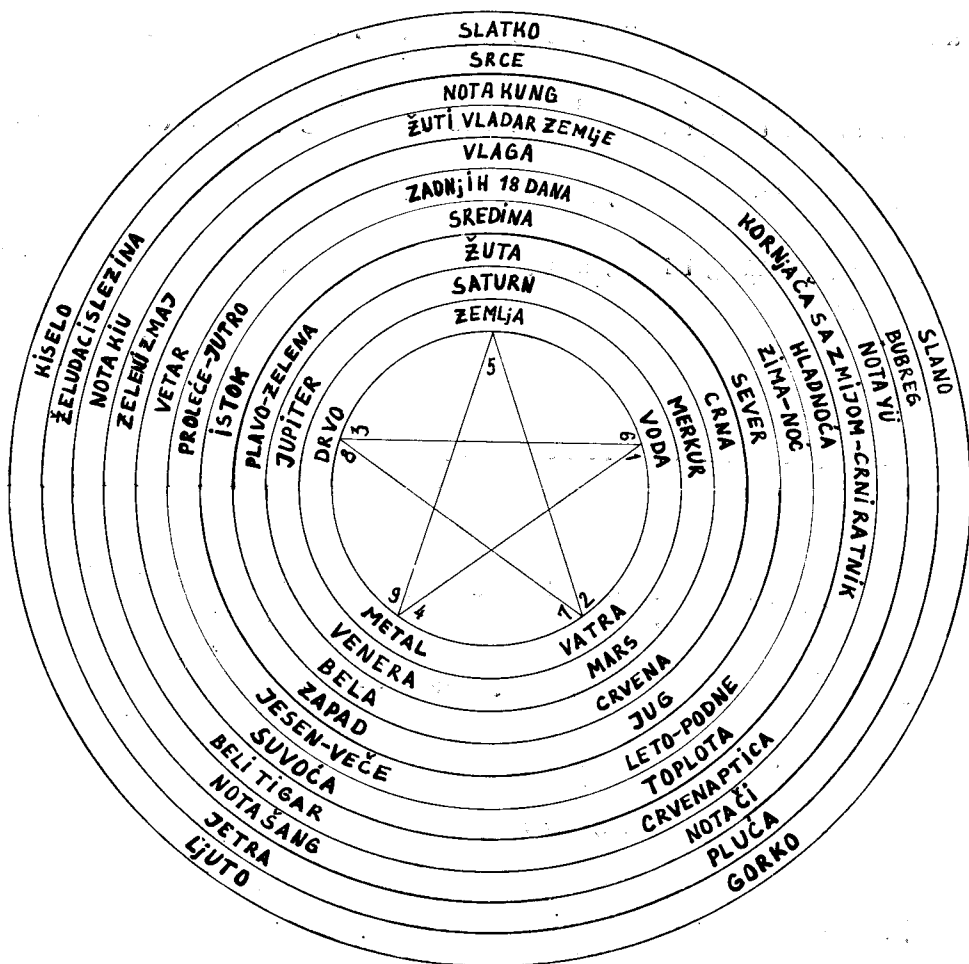 SLATKO
SRCE
NOTA KUNG
ŽUTI VLADAR ZEMLjE
VLAGA
ZADNjIH 18 DANA
SREDINA
ŽUTA
SATURN
ZEMLjA
5
SLANO
BUBREG
NOTA YÜ
KORNjAČA SA ZMIJOM-CRNI RATNIK
HLADNOĆA
ZIMA-NOĆ
SEVER
CRNA
MERKUR
VODA
6
1
GORKO
PLUĆA
NOTA ČI
CRVENA PTICA
TOPLOTA
LETO-PODNE
JUG
CRVENA
MARS
VATRA
1 2
METAL
9 4
VENERA
BELA
ZAPAD
JESEN-VEČE
SUVOĆA
BELI TIGAR
NOTA ŠANG
JETRA
LjUTO
KISELO
ŽELUDAC I SLEZINA
NOTA KIU
ZELENI ZMAJ
VETAR
PROLEĆE-JUTRO
ISTOK
PLAVO-ZELENA
JUPITER
DRVO
3
8